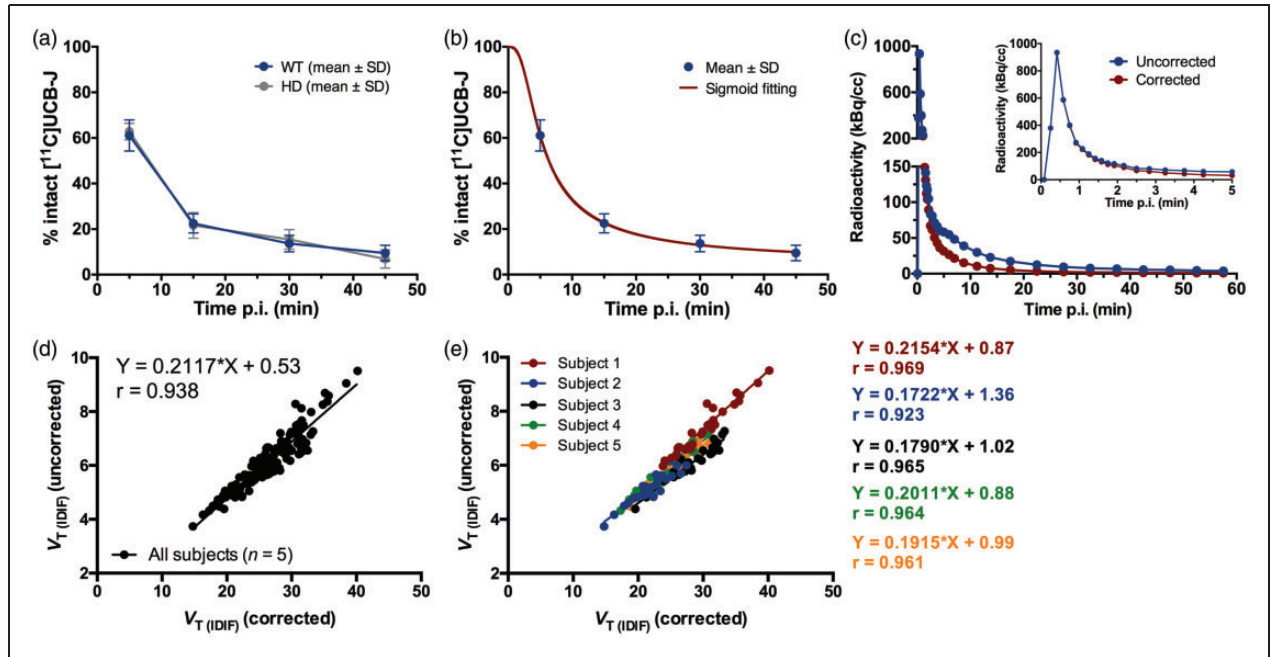 (a)
100
80
60
40
20
0
% intact [¹¹C]UCB-J
WT (mean ± SD)
HD (mean ± SD)
0 10 20 30 40 50
Time p.i. (min)
(b)
100
80
60
40
20
0
% intact [¹¹C]UCB-J
Mean ± SD
Sigmoid fitting
0 10 20 30 40 50
Time p.i. (min)
(c)
1000
600
200
150
100
50
0
Radioactivity (kBq/cc)
0 10 20 30 40 50 60
Time p.i. (min)
1000
800
600
400
200
0
Radioactivity (kBq/cc)
Uncorrected
Corrected
0 1 2 3 4 5
Time p.i. (min)
(d)
10
8
6
4
2
V_T (IDIF) (uncorrected)
Y = 0.2117*X + 0.53
r = 0.938
All subjects (n = 5)
0 10 20 30 40 50
V_T (IDIF) (corrected)
(e)
10
8
6
4
2
V_T (IDIF) (uncorrected)
Subject 1
Subject 2
Subject 3
Subject 4
Subject 5
0 10 20 30 40 50
V_T (IDIF) (corrected)
Y = 0.2154*X + 0.87
r = 0.969
Y = 0.1722*X + 1.36
r = 0.923
Y = 0.1790*X + 1.02
r = 0.965
Y = 0.2011*X + 0.88
r = 0.964
Y = 0.1915*X + 0.99
r = 0.961